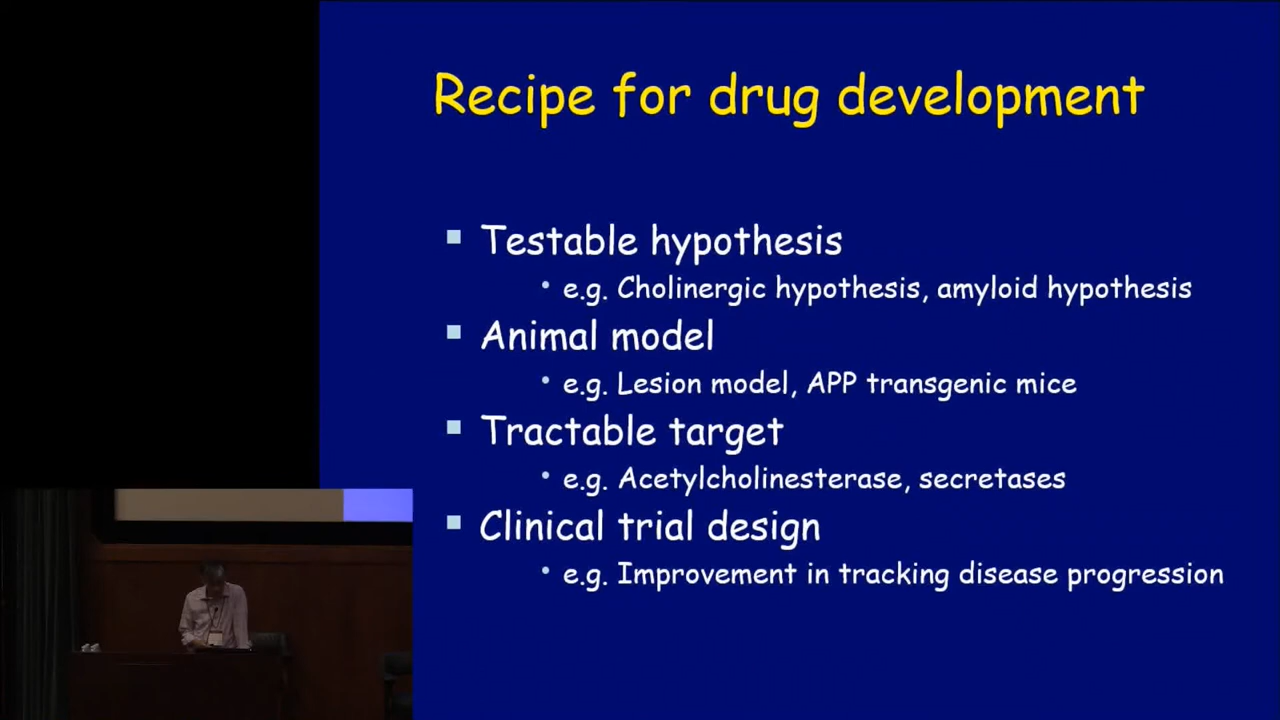 Recipe for drug development
Testable hypothesis
e.g. Cholinergic hypothesis, amyloid hypothesis
Animal model
e.g. Lesion model, APP transgenic mice
Tractable target
e.g. Acetylcholinesterase, secretases
Clinical trial design
e.g. Improvement in tracking disease progression